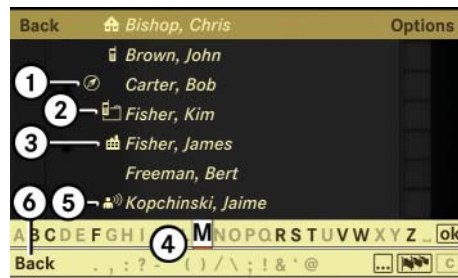 Back Bishop, Chris Options
Brown, John
1 Carter, Bob
2 Fisher, Kim
3 Fisher, James
Freeman, Bert
6 5 Kopchinski, Jaime
A B C D E F G H I 4 M N O P Q R S T U V W X Y Z _ ok
Back . , : ? - ( ) / \ ; ! & ' @ ... C